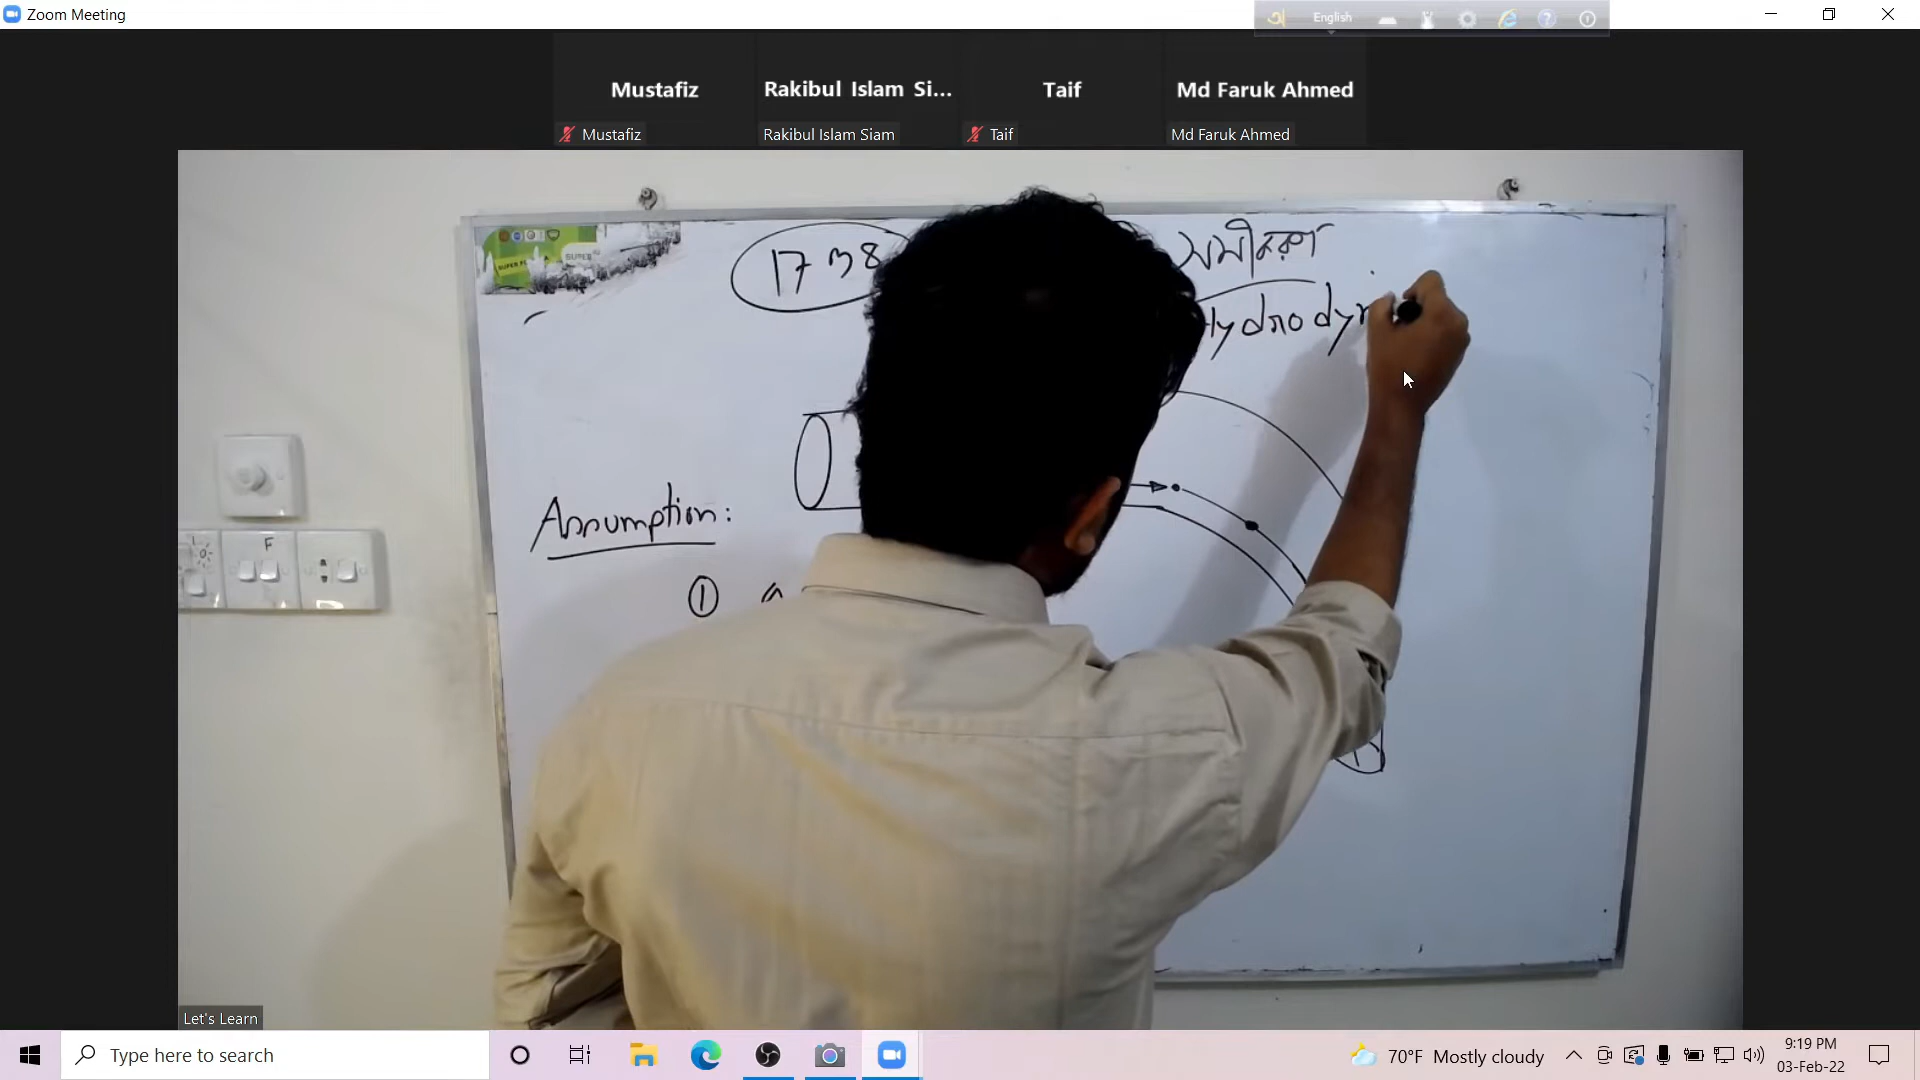 Zoom Meeting
English
Mustafiz
Rakibul Islam Si...
Taif
Md Faruk Ahmed
Mustafiz
Rakibul Islam Siam
Taif
Md Faruk Ahmed
SUPER
SUPER
সমীকরণ
Hydrodyn
Assumption:
①
F
Let's Learn
Type here to search
70°F Mostly cloudy
9:19 PM
03-Feb-22